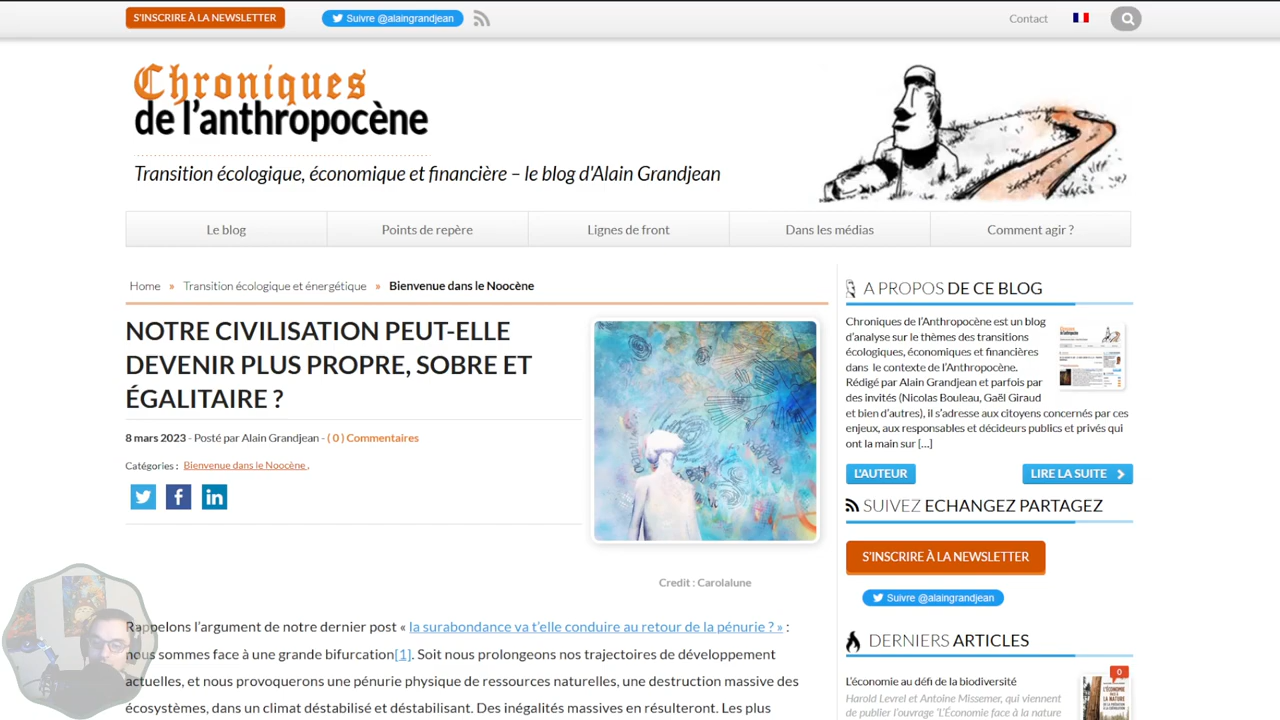 S'INSCRIRE À LA NEWSLETTER
Suivre @alaingrandjean
Contact
Chroniques
de l'anthropocène
Transition écologique, économique et financière – le blog d'Alain Grandjean
Le blog
Points de repère
Lignes de front
Dans les médias
Comment agir ?
Home » Transition écologique et énergétique » Bienvenue dans le Noocène
NOTRE CIVILISATION PEUT-ELLE
DEVENIR PLUS PROPRE, SOBRE ET
ÉGALITAIRE ?
8 mars 2023 - Posté par Alain Grandjean - ( 0 ) Commentaires
Catégories : Bienvenue dans le Noocène ,
Credit : Carolalune
Rappelons l'argument de notre dernier post « la surabondance va t'elle conduire au retour de la pénurie ? » :
nous sommes face à une grande bifurcation[1]. Soit nous prolongeons nos trajectoires de développement
actuelles, et nous provoquerons une pénurie physique de ressources naturelles, une destruction massive des
écosystèmes, dans un climat déstabilisé et déstabilisant. Des inégalités massives en résulteront. Les plus
A PROPOS DE CE BLOG
Chroniques de l'Anthropocène est un blog
d'analyse sur le thèmes des transitions
écologiques, économiques et financières
dans le contexte de l'Anthropocène.
Rédigé par Alain Grandjean et parfois par
des invités (Nicolas Bouleau, Gaël Giraud
et bien d'autres), il s'adresse aux citoyens concernés par ces
enjeux, aux responsables et décideurs publics et privés qui
ont la main sur [...]
L'AUTEUR
LIRE LA SUITE
SUIVEZ ECHANGEZ PARTAGEZ
S'INSCRIRE À LA NEWSLETTER
Suivre @alaingrandjean
DERNIERS ARTICLES
L'économie au défi de la biodiversité
Harold Levrel et Antoine Missemer, qui viennent
de publier l'ouvrage 'L'Économie face à la nature
0